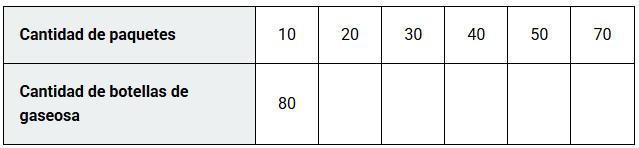 Cantidad de paquetes 10 20 30 40 50 70
Cantidad de botellas de
gaseosa
80